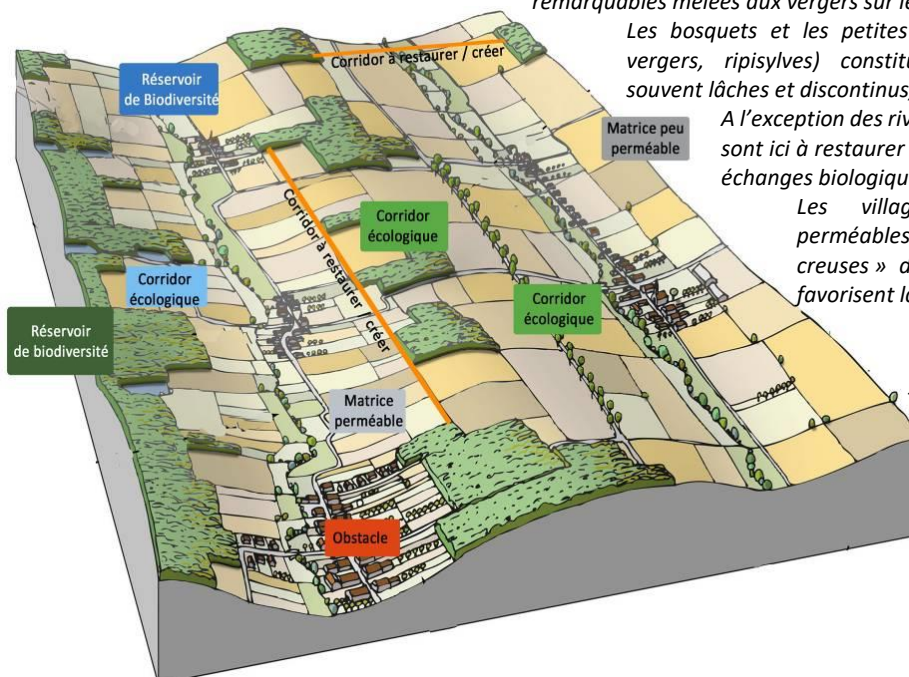 remarquables mêlées aux vergers sur le
Les bosquets et les petites
vergers, ripisylves) constitu
souvent lâches et discontinus,
A l'exception des riv
sont ici à restaurer
échanges biologiqu
Les villag
perméables
creuses » d
favorisent la
Corridor à restaurer / créer
Réservoir
de Biodiversité
Matrice peu
perméable
Corridor
écologique
Corridor à restaurer / créer
Corridor
écologique
Corridor
écologique
Réservoir
de biodiversité
Matrice
perméable
Obstacle